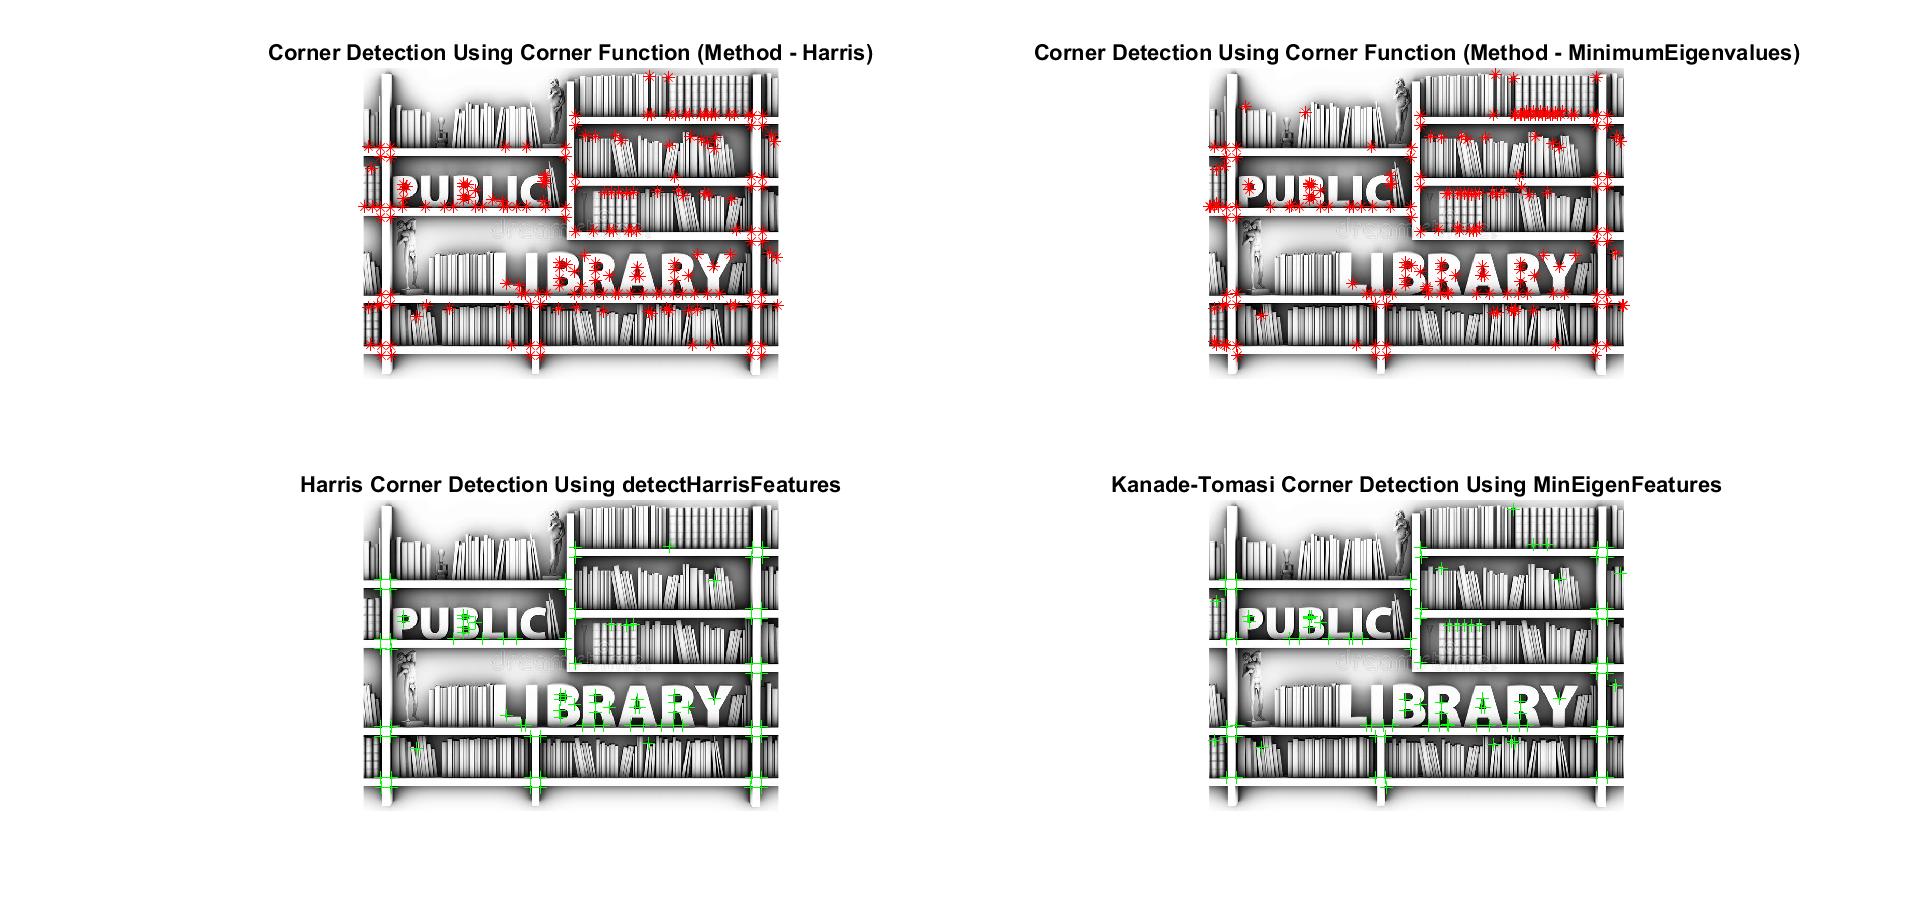 Corner Detection Using Corner Function (Method - Harris)
PUBLIC
LIBRARY
Corner Detection Using Corner Function (Method - MinimumEigenvalues)
PUBLIC
LIBRARY
Harris Corner Detection Using detectHarrisFeatures
PUBLIC
LIBRARY
Kanade-Tomasi Corner Detection Using MinEigenFeatures
PUBLIC
LIBRARY